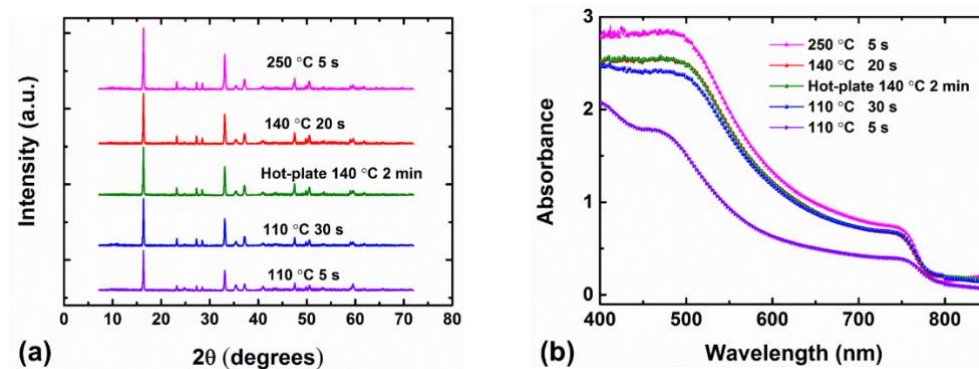 Intensity (a.u.)
250 °C 5 s
140 °C 20 s
Hot-plate 140 °C 2 min
110 °C 30 s
110 °C 5 s
0 10 20 30 40 50 60 70 80
2θ (degrees)
(a)
Absorbance
3
2
1
0
250 °C 5 s
140 °C 20 s
Hot-plate 140 °C 2 min
110 °C 30 s
110 °C 5 s
400 500 600 700 800
Wavelength (nm)
(b)